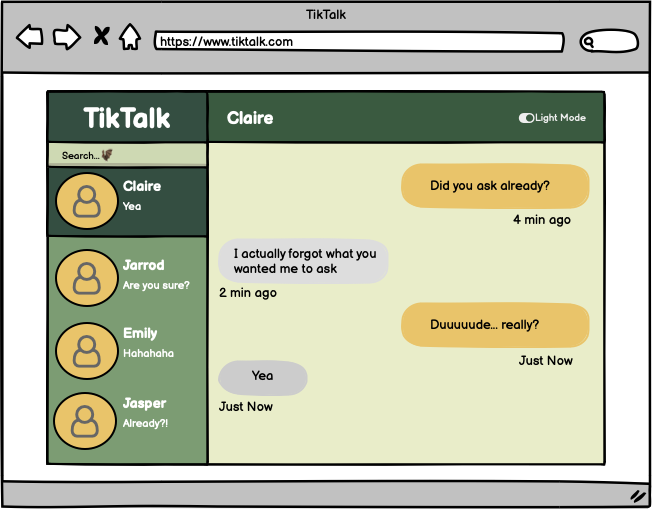 TikTalk
https://www.tiktalk.com
TikTalk
Claire
Light Mode
Search...
Claire
Yea
Jarrod
Are you sure?
Emily
Hahahaha
Jasper
Already?!
Did you ask already?
4 min ago
I actually forgot what you
wanted me to ask
2 min ago
Duuuuude... really?
Just Now
Yea
Just Now